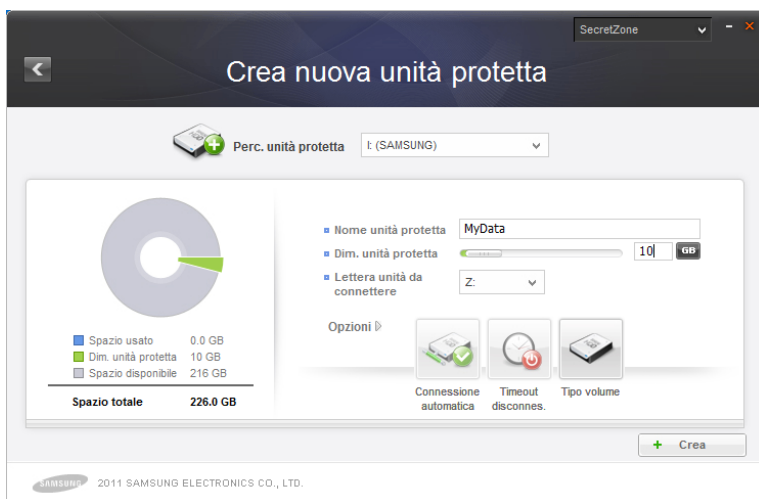 SecretZone
Crea nuova unità protetta
Perc. unità protetta I: (SAMSUNG)
Nome unità protetta MyData
Dim. unità protetta 10 GB
Lettera unità da
connettere
Z:
Opzioni
Spazio usato 0.0 GB
Dim. unità protetta 10 GB
Spazio disponibile 216 GB
Spazio totale 226.0 GB
Connessione
automatica
Timeout
disconnes.
Tipo volume
+ Crea
SAMSUNG 2011 SAMSUNG ELECTRONICS CO., LTD.